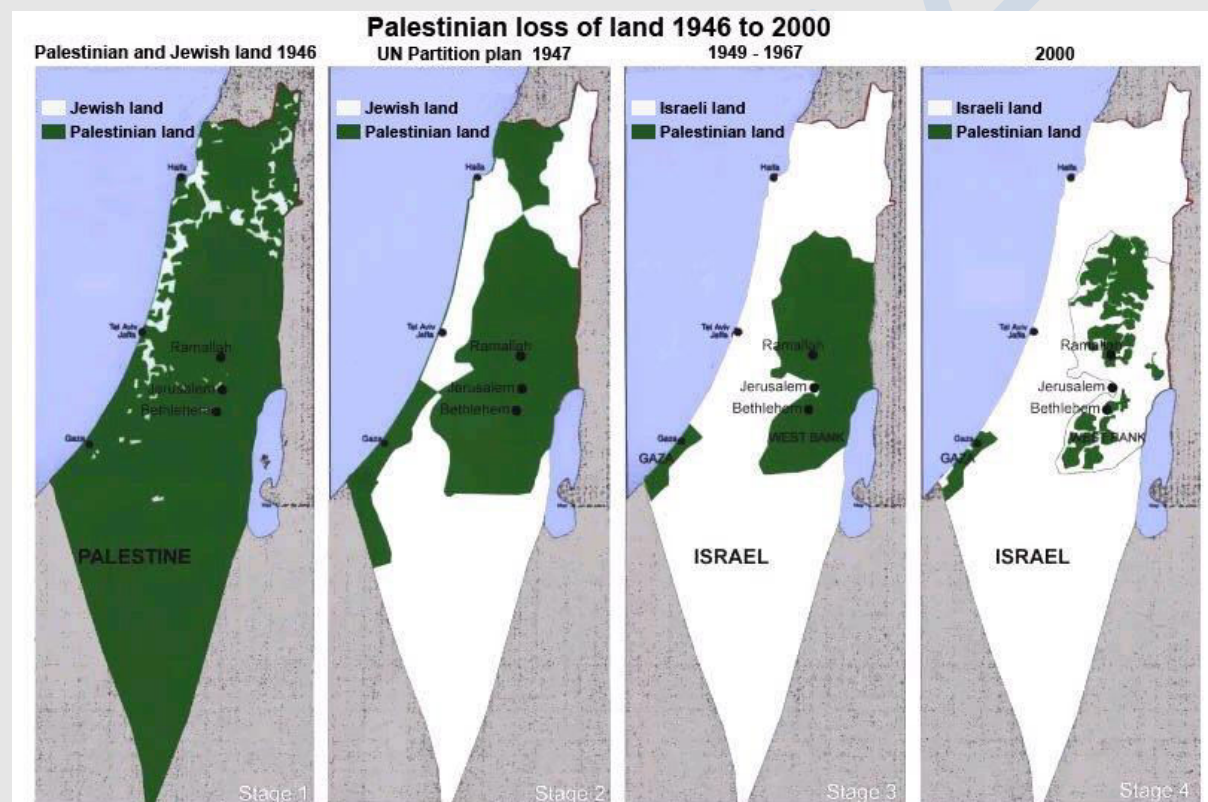 Palestinian loss of land 1946 to 2000
Palestinian and Jewish land 1946
Jewish land
Palestinian land
Haifa
Tel Aviv
Jaffa
Ramallah
Jerusalem
Bethlehem
Gaza
PALESTINE
Stage 1
UN Partition plan 1947
Jewish land
Palestinian land
Haifa
Tel Aviv
Jaffa
Ramallah
Jerusalem
Bethlehem
Gaza
Stage 2
1949 - 1967
Israeli land
Palestinian land
Haifa
Tel Aviv
Jaffa
Ramallah
Jerusalem
Bethlehem
Gaza
GAZA
WEST BANK
ISRAEL
Stage 3
2000
Israeli land
Palestinian land
Haifa
Tel Aviv
Jaffa
Ramallah
Jerusalem
Bethlehem
Gaza
GAZA
WEST BANK
ISRAEL
Stage 4